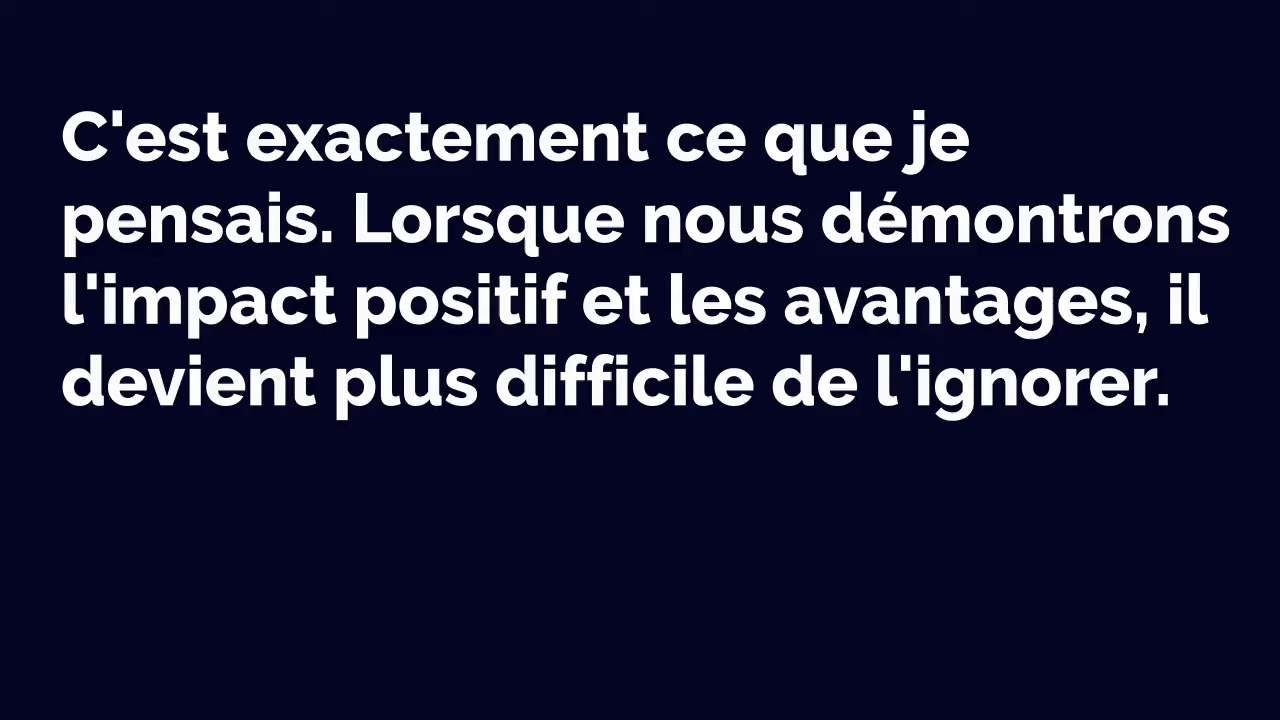 C'est exactement ce que je
pensais. Lorsque nous démontrons
l'impact positif et les avantages, il
devient plus difficile de l'ignorer.